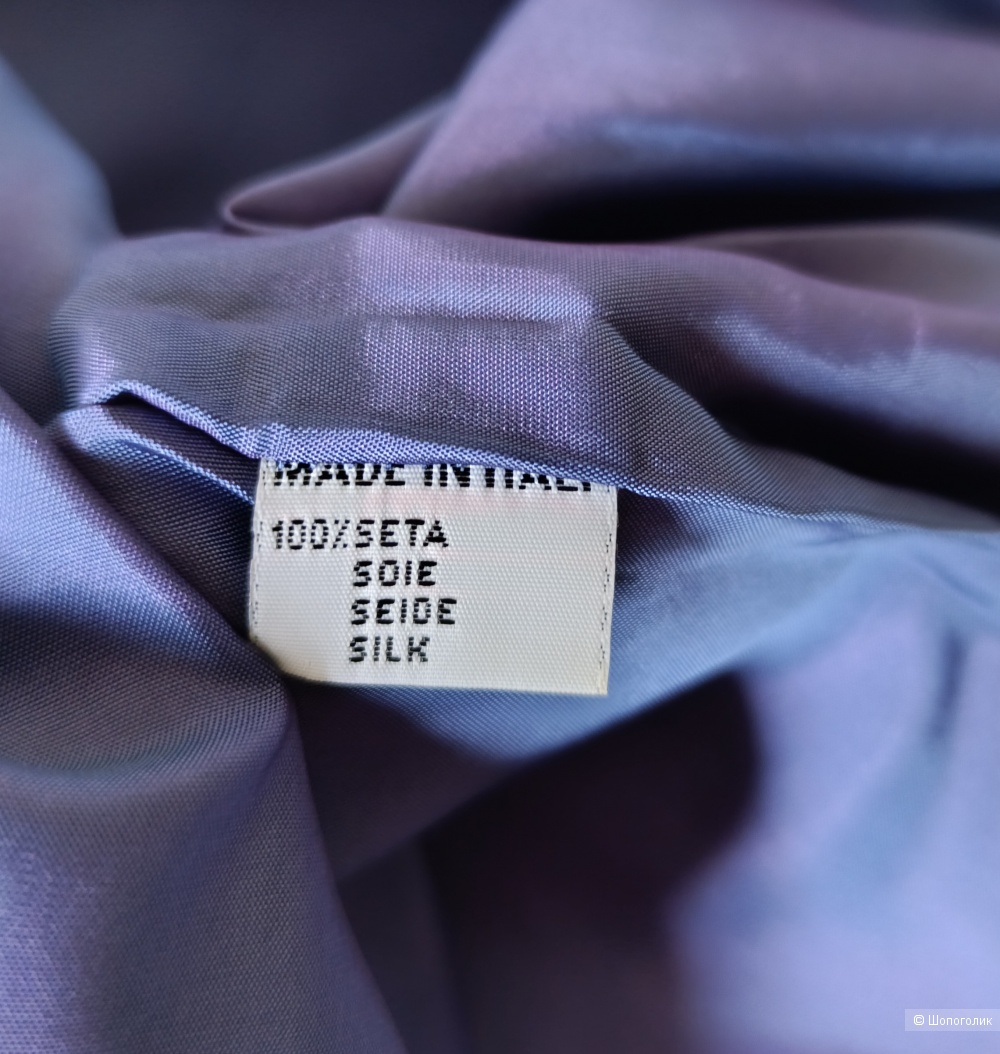 MADE IN ITALY
100%SETA
SOIE
SEIDE
SILK
© Шопоголик